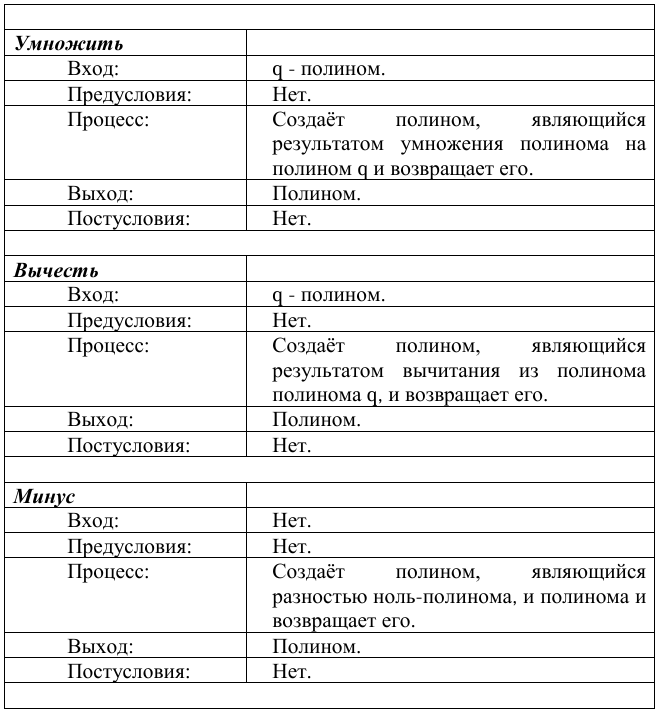 Умножить
Вход: q - полином.
Предусловия: Нет.
Процесс: Создаёт полином, являющийся
результатом умножения полинома на
полином q и возвращает его.
Выход: Полином.
Постусловия: Нет.
Вычесть
Вход: q - полином.
Предусловия: Нет.
Процесс: Создаёт полином, являющийся
результатом вычитания из полинома
полинома q, и возвращает его.
Выход: Полином.
Постусловия: Нет.
Минус
Вход: Нет.
Предусловия: Нет.
Процесс: Создаёт полином, являющийся
разностью ноль-полинома, и полинома и
возвращает его.
Выход: Полином.
Постусловия: Нет.